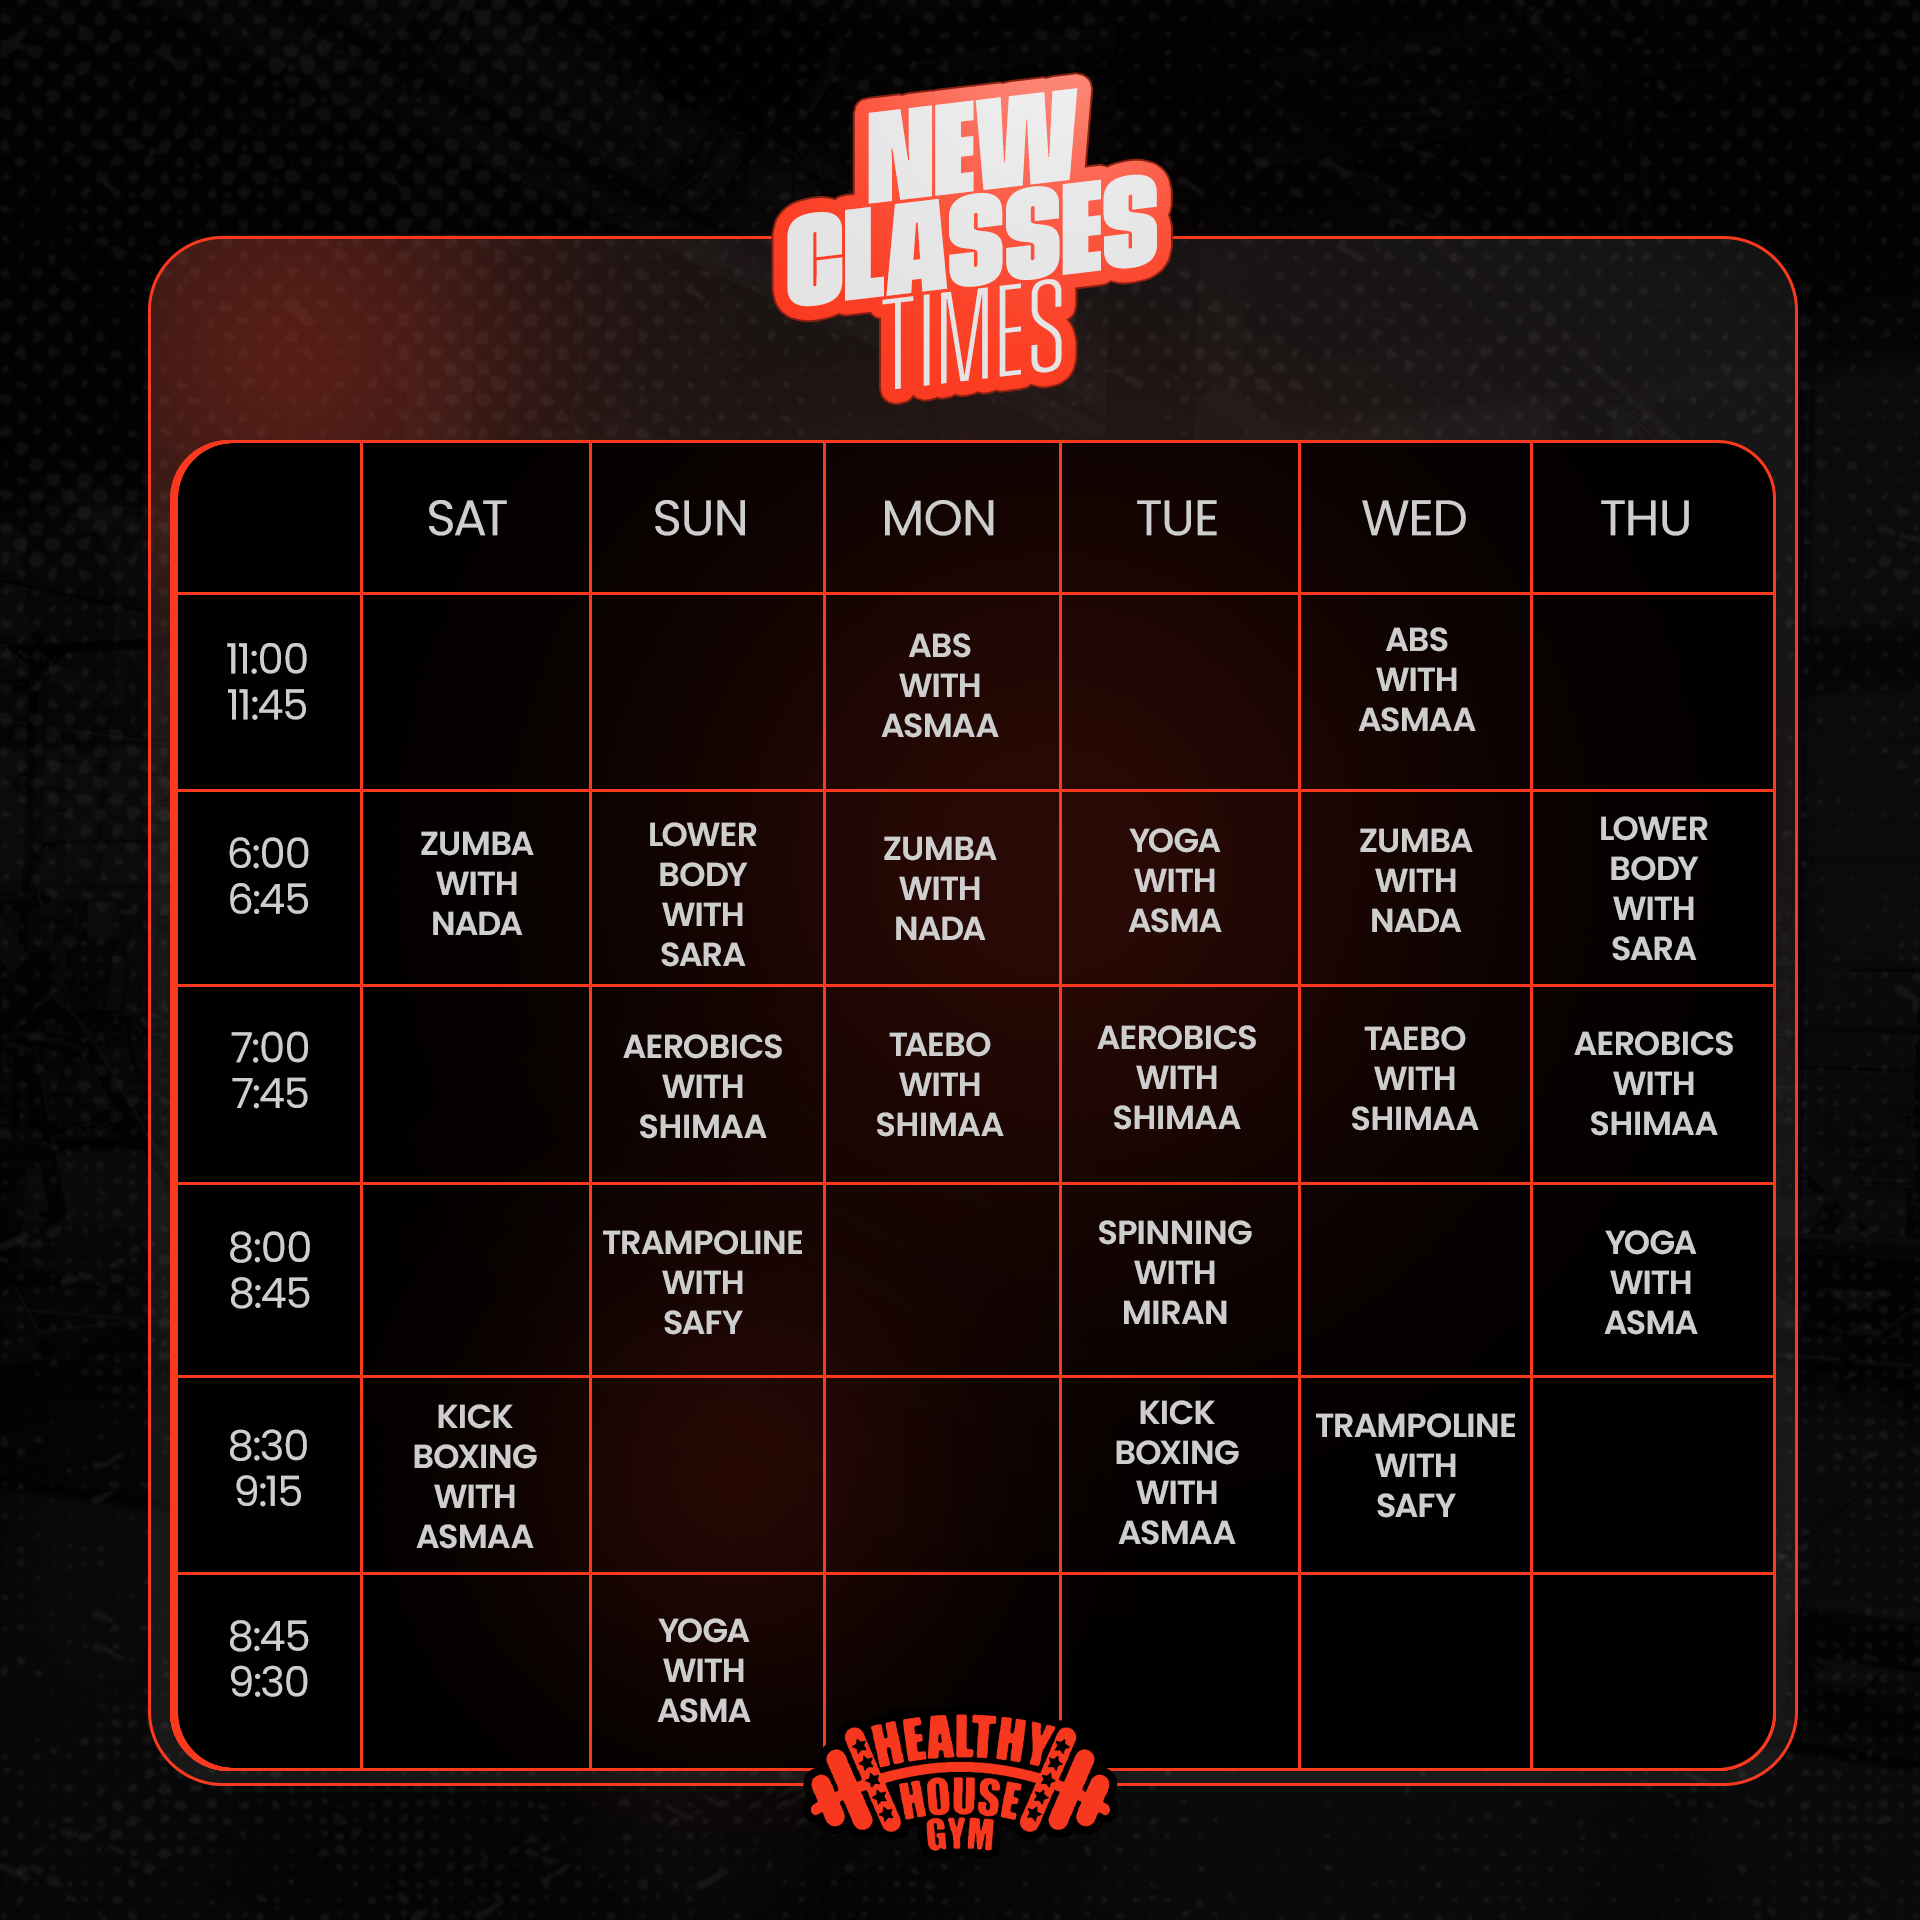 NEW
CLASSES
TIMES
SAT SUN MON TUE WED THU
11:00
11:45
ABS
WITH
ASMAA
ABS
WITH
ASMAA
6:00
6:45
ZUMBA
WITH
NADA
LOWER
BODY
WITH
SARA
ZUMBA
WITH
NADA
YOGA
WITH
ASMA
ZUMBA
WITH
NADA
LOWER
BODY
WITH
SARA
7:00
7:45
AEROBICS
WITH
SHIMAA
TAEBO
WITH
SHIMAA
AEROBICS
WITH
SHIMAA
TAEBO
WITH
SHIMAA
AEROBICS
WITH
SHIMAA
8:00
8:45
TRAMPOLINE
WITH
SAFY
SPINNING
WITH
MIRAN
YOGA
WITH
ASMA
8:30
9:15
KICK
BOXING
WITH
ASMAA
KICK
BOXING
WITH
ASMAA
TRAMPOLINE
WITH
SAFY
8:45
9:30
YOGA
WITH
ASMA
HEALTHY
HOUSE
GYM